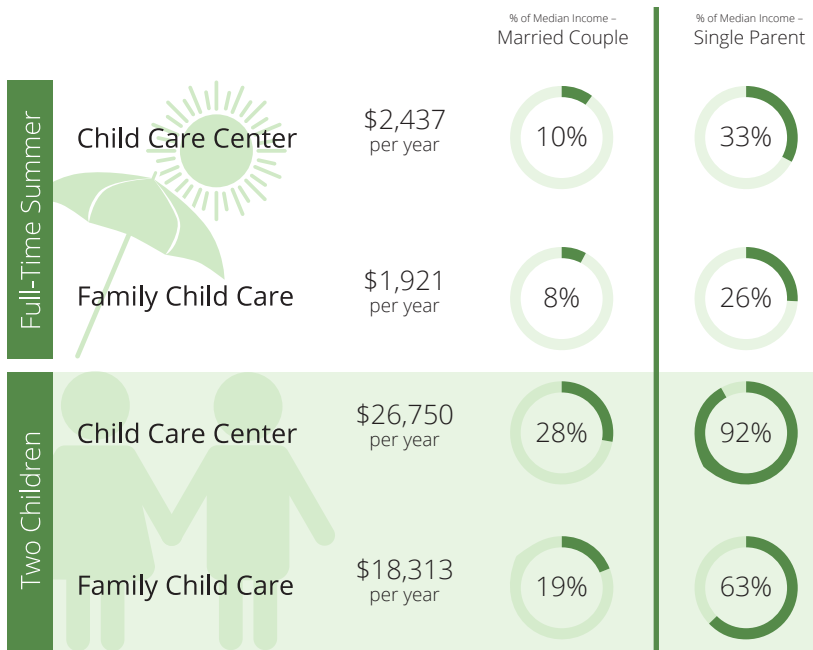 % of Median Income –
Married Couple
% of Median Income –
Single Parent
Full-Time Summer
Child Care Center
$2,437
per year
10%
33%
Family Child Care
$1,921
per year
8%
26%
Two Children
Child Care Center
$26,750
per year
28%
92%
Family Child Care
$18,313
per year
19%
63%